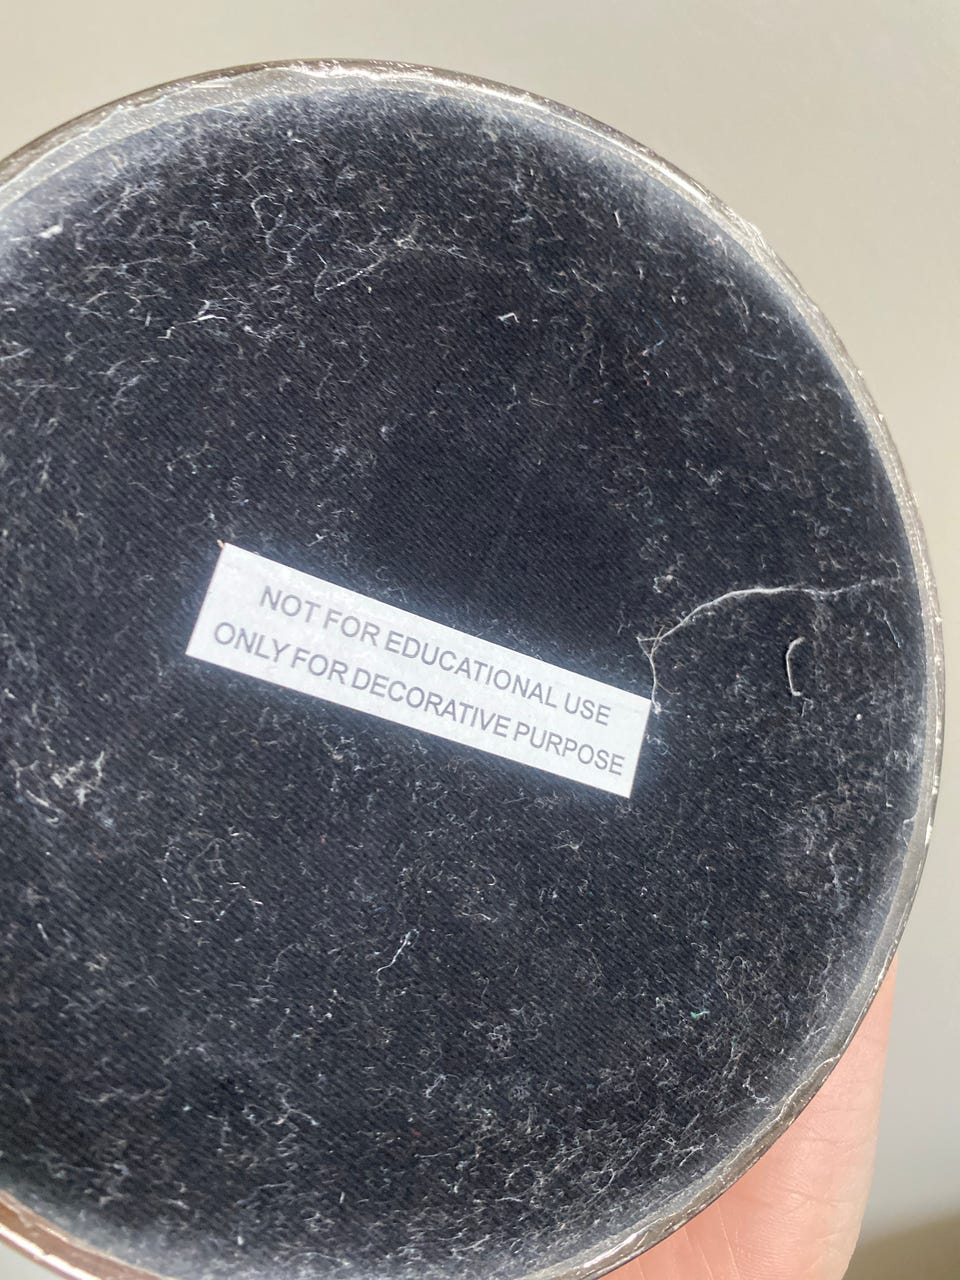 NOT FOR EDUCATIONAL USE
ONLY FOR DECORATIVE PURPOSE